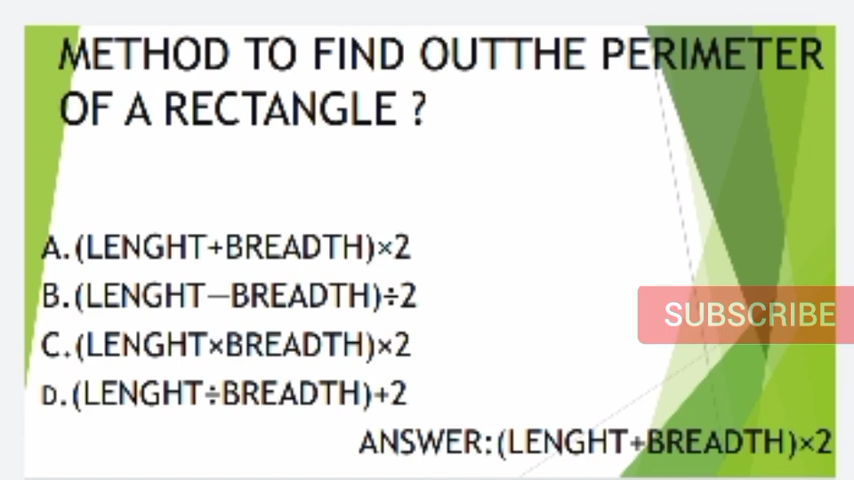 METHOD TO FIND OUTTHE PERIMETER
OF A RECTANGLE ?
A.(LENGHT+BREADTH)×2
B.(LENGHT−BREADTH)÷2
SUBSCRIBE
C.(LENGHT×BREADTH)×2
D.(LENGHT÷BREADTH)+2
ANSWER:(LENGHT+BREADTH)×2